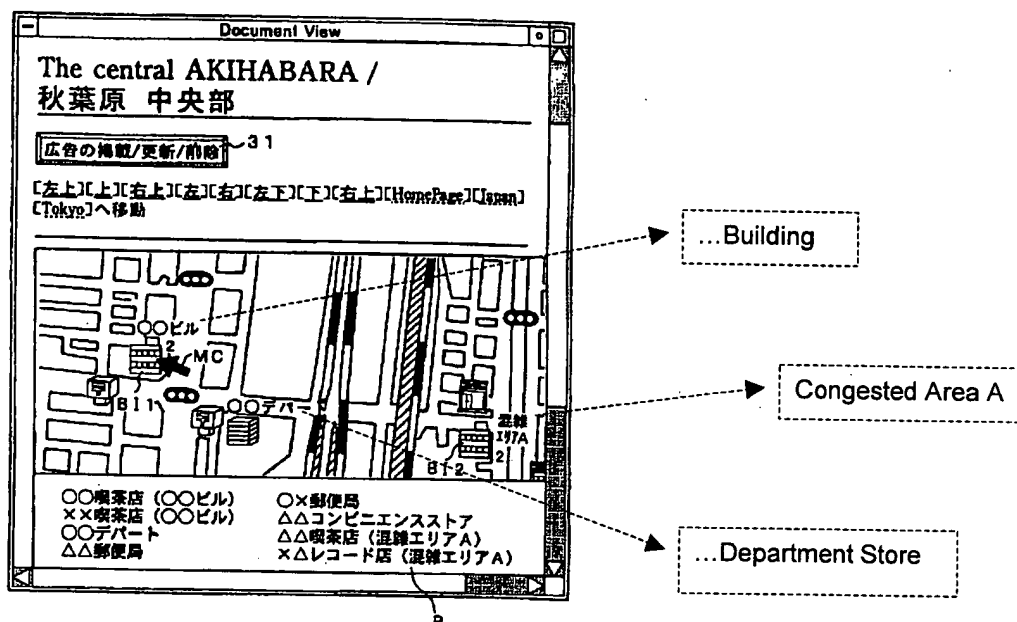 Document View
The central AKIHABARA /
秋葉原 中央部
広告の掲載/更新/削除
31
[左上][上][右上][左][右][左下][下][右上][HomePage][Japan]
[Tokyo]へ移動
...Building
○○ビル
2
MC
BI1
○○デパート
混雑
エリアA
2
BI2
Congested Area A
○○喫茶店 (○○ビル)
××喫茶店 (○○ビル)
○○デパート
△△郵便局
○×郵便局
△△コンビニエンスストア
△△喫茶店 (混雑エリアA)
×△レコード店 (混雑エリアA)
...Department Store